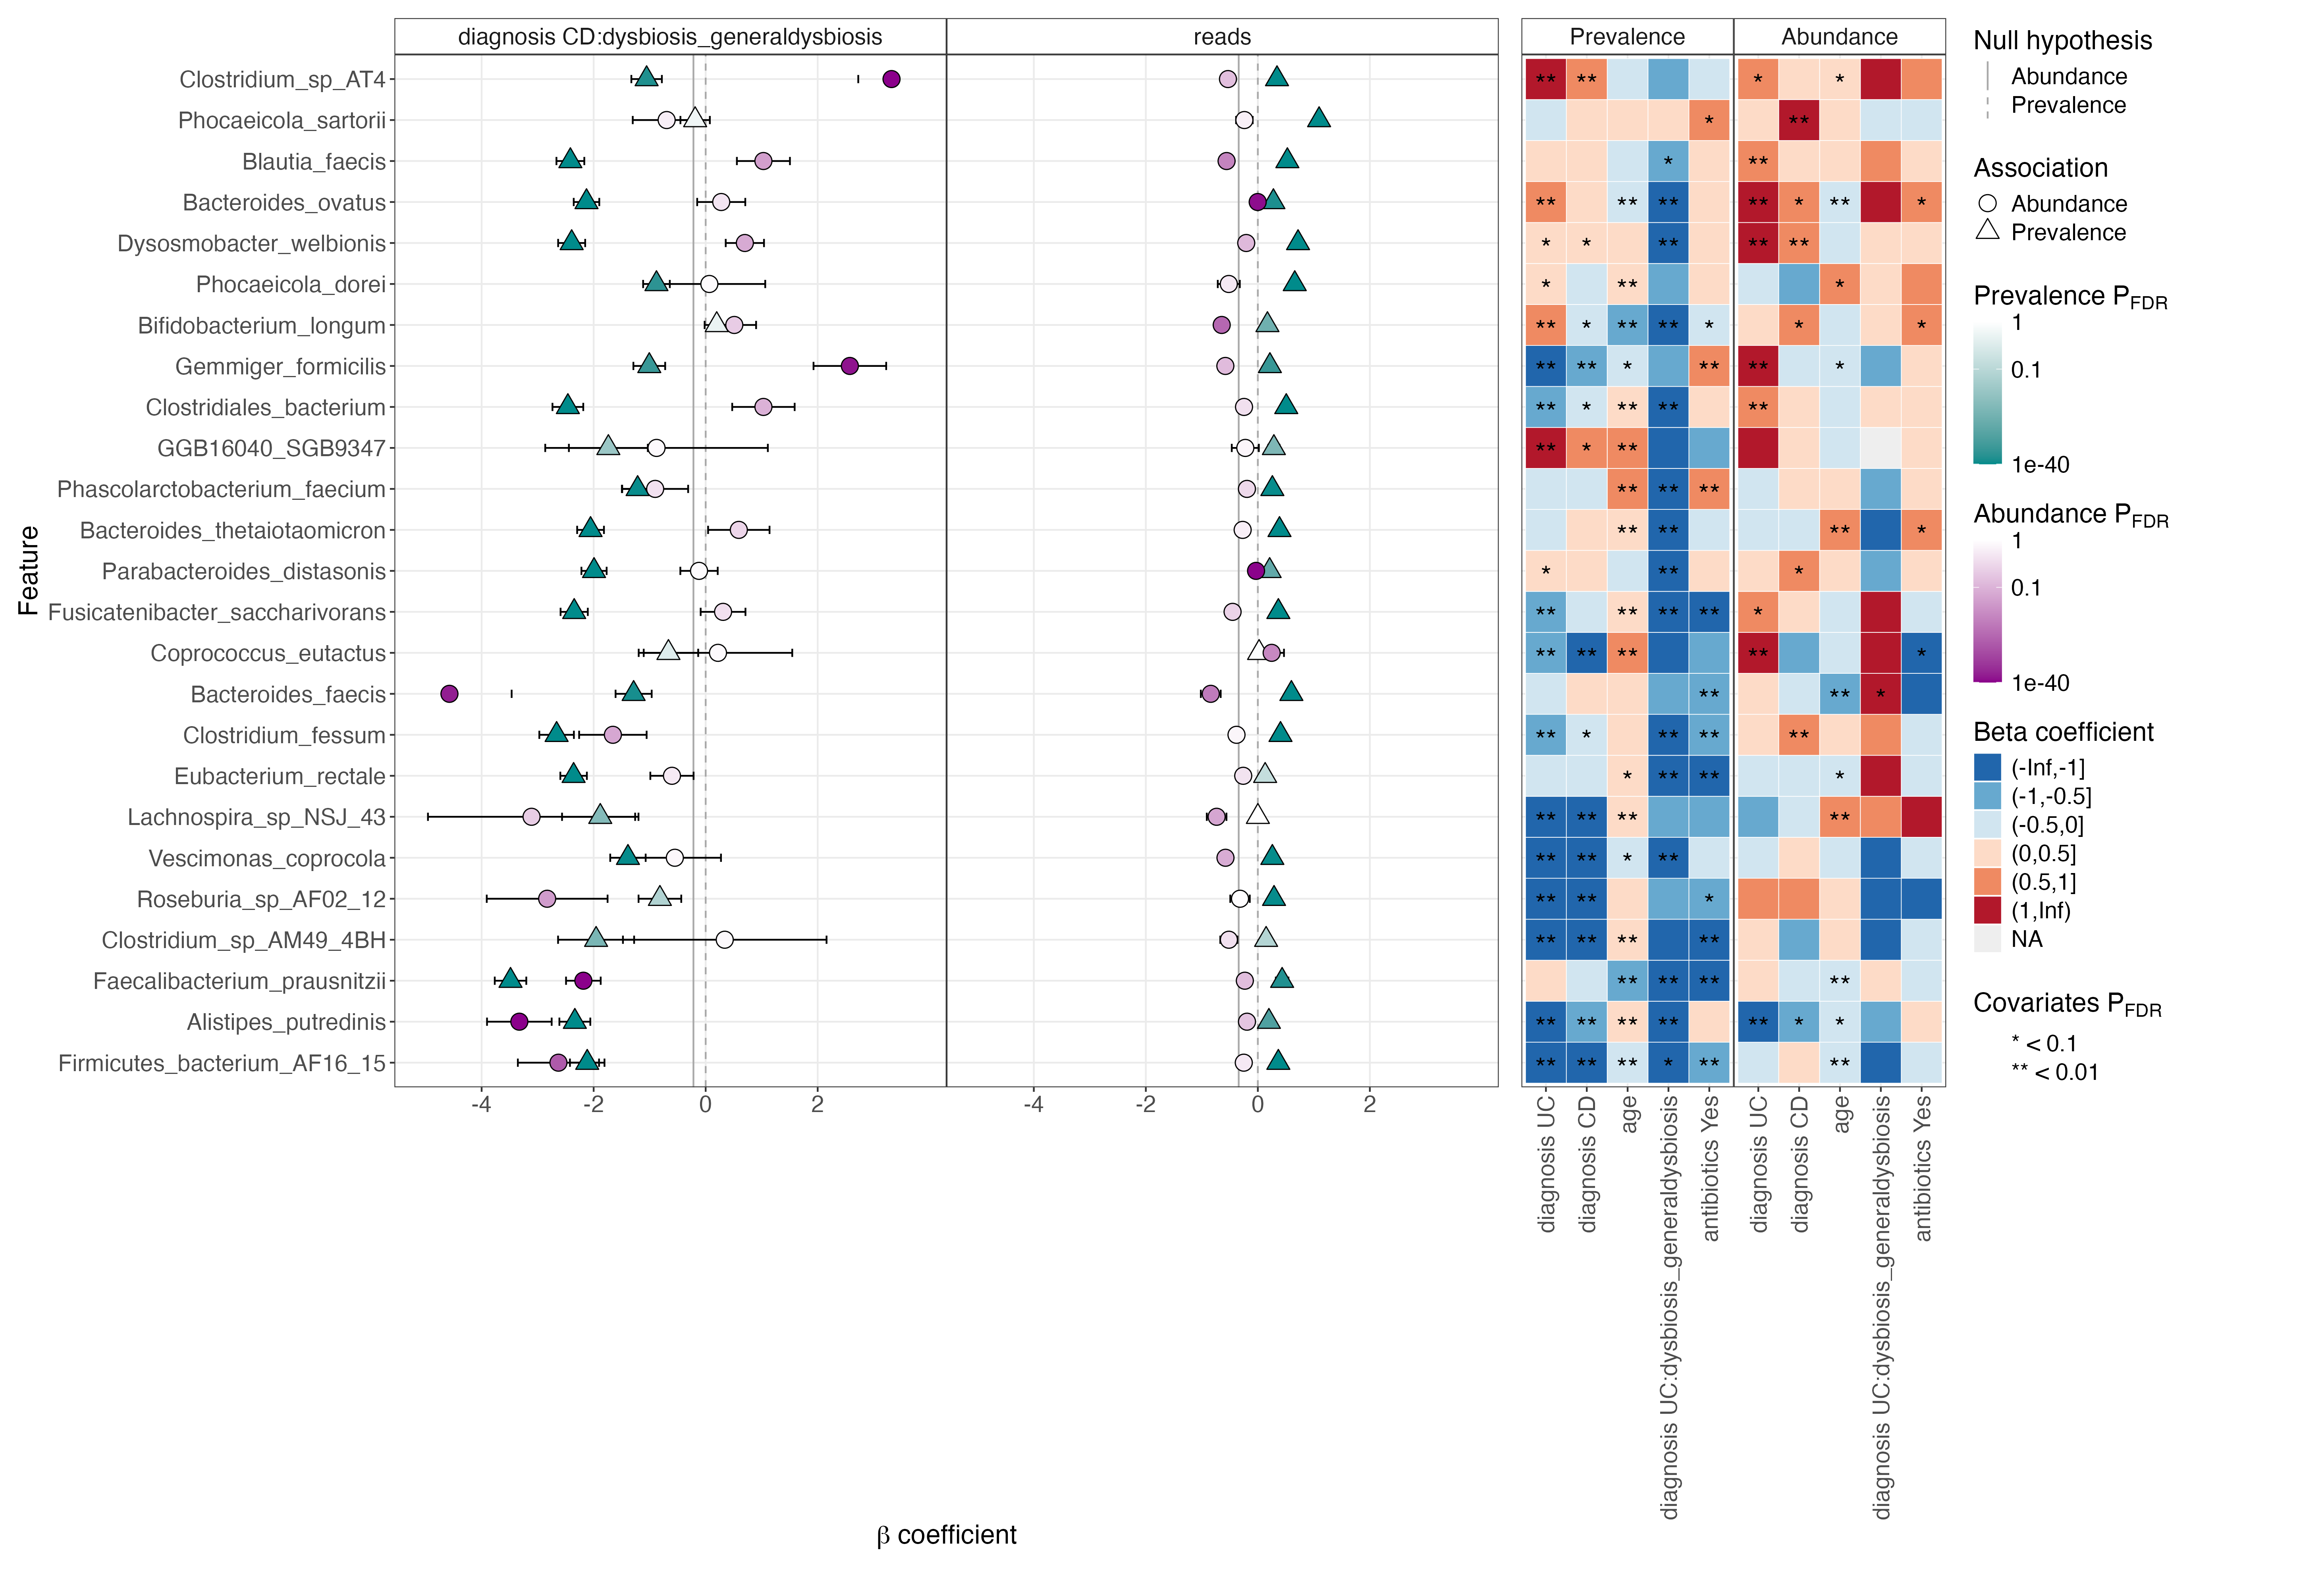 diagnosis CD:dysbiosis_generaldysbiosis
reads
Prevalence
Abundance
Feature
Clostridium_sp_AT4
Phocaeicola_sartorii
Blautia_faecis
Bacteroides_ovatus
Dysosmobacter_welbionis
Phocaeicola_dorei
Bifidobacterium_longum
Gemmiger_formicilis
Clostridiales_bacterium
GGB16040_SGB9347
Phascolarctobacterium_faecium
Bacteroides_thetaiotaomicron
Parabacteroides_distasonis
Fusicatenibacter_saccharivorans
Coprococcus_eutactus
Bacteroides_faecis
Clostridium_fessum
Eubacterium_rectale
Lachnospira_sp_NSJ_43
Vescimonas_coprocola
Roseburia_sp_AF02_12
Clostridium_sp_AM49_4BH
Faecalibacterium_prausnitzii
Alistipes_putredinis
Firmicutes_bacterium_AF16_15
-4 -2 0 2
-4 -2 0 2
β coefficient
** ** * *
* **
* **
** ** ** ** * ** *
* * ** ** **
* ** *
** * ** ** * * *
** ** * ** ** *
** * ** ** **
** * **
** ** **
** ** ** *
* ** *
** ** ** ** *
** ** ** ** *
** ** *
** * ** ** **
* ** ** *
** ** ** **
** ** * **
** ** *
** ** ** **
** ** ** **
** ** ** ** ** * *
** ** ** * ** **
diagnosis UC
diagnosis CD
age
diagnosis UC:dysbiosis_generaldysbiosis
antibiotics Yes
diagnosis UC
diagnosis CD
age
diagnosis UC:dysbiosis_generaldysbiosis
antibiotics Yes
Null hypothesis
Abundance
Prevalence
Association
Abundance
Prevalence
Prevalence PFDR
1
0.1
1e-40
Abundance PFDR
1
0.1
1e-40
Beta coefficient
(-Inf,-1]
(-1,-0.5]
(-0.5,0]
(0,0.5]
(0.5,1]
(1,Inf)
NA
Covariates PFDR
* < 0.1
** < 0.01